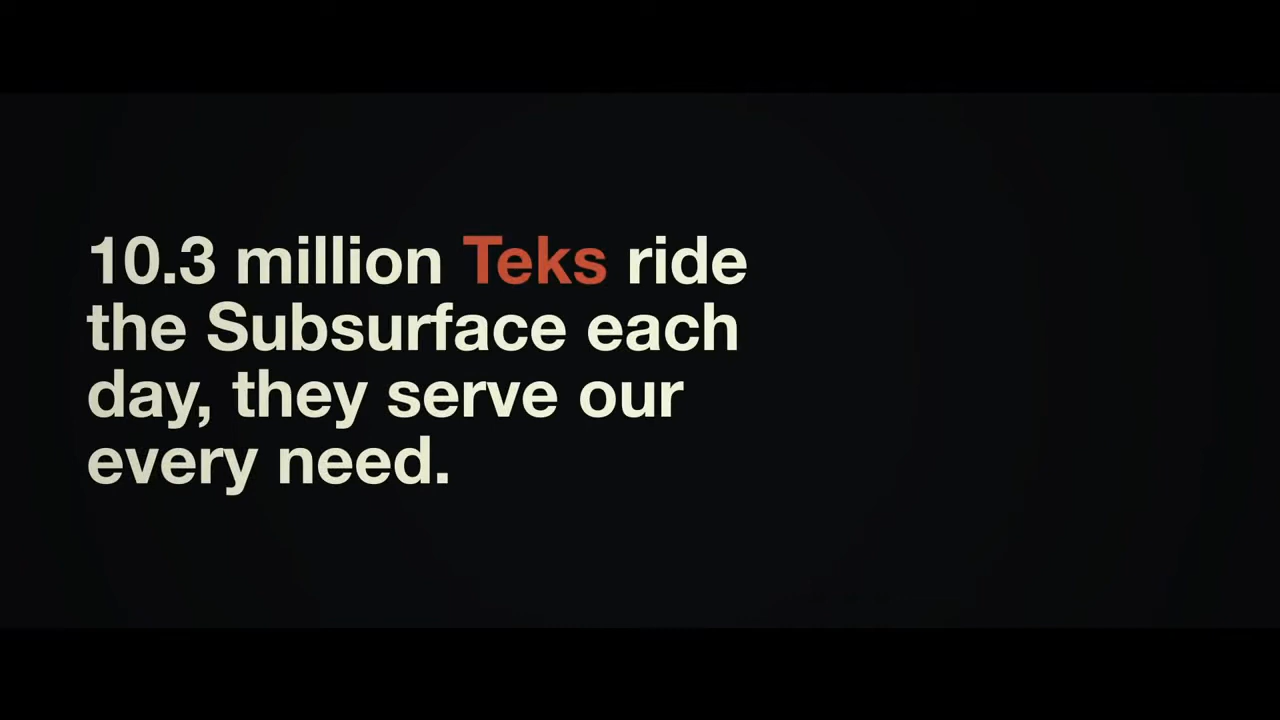 10.3 million Teks ride
the Subsurface each
day, they serve our
every need.